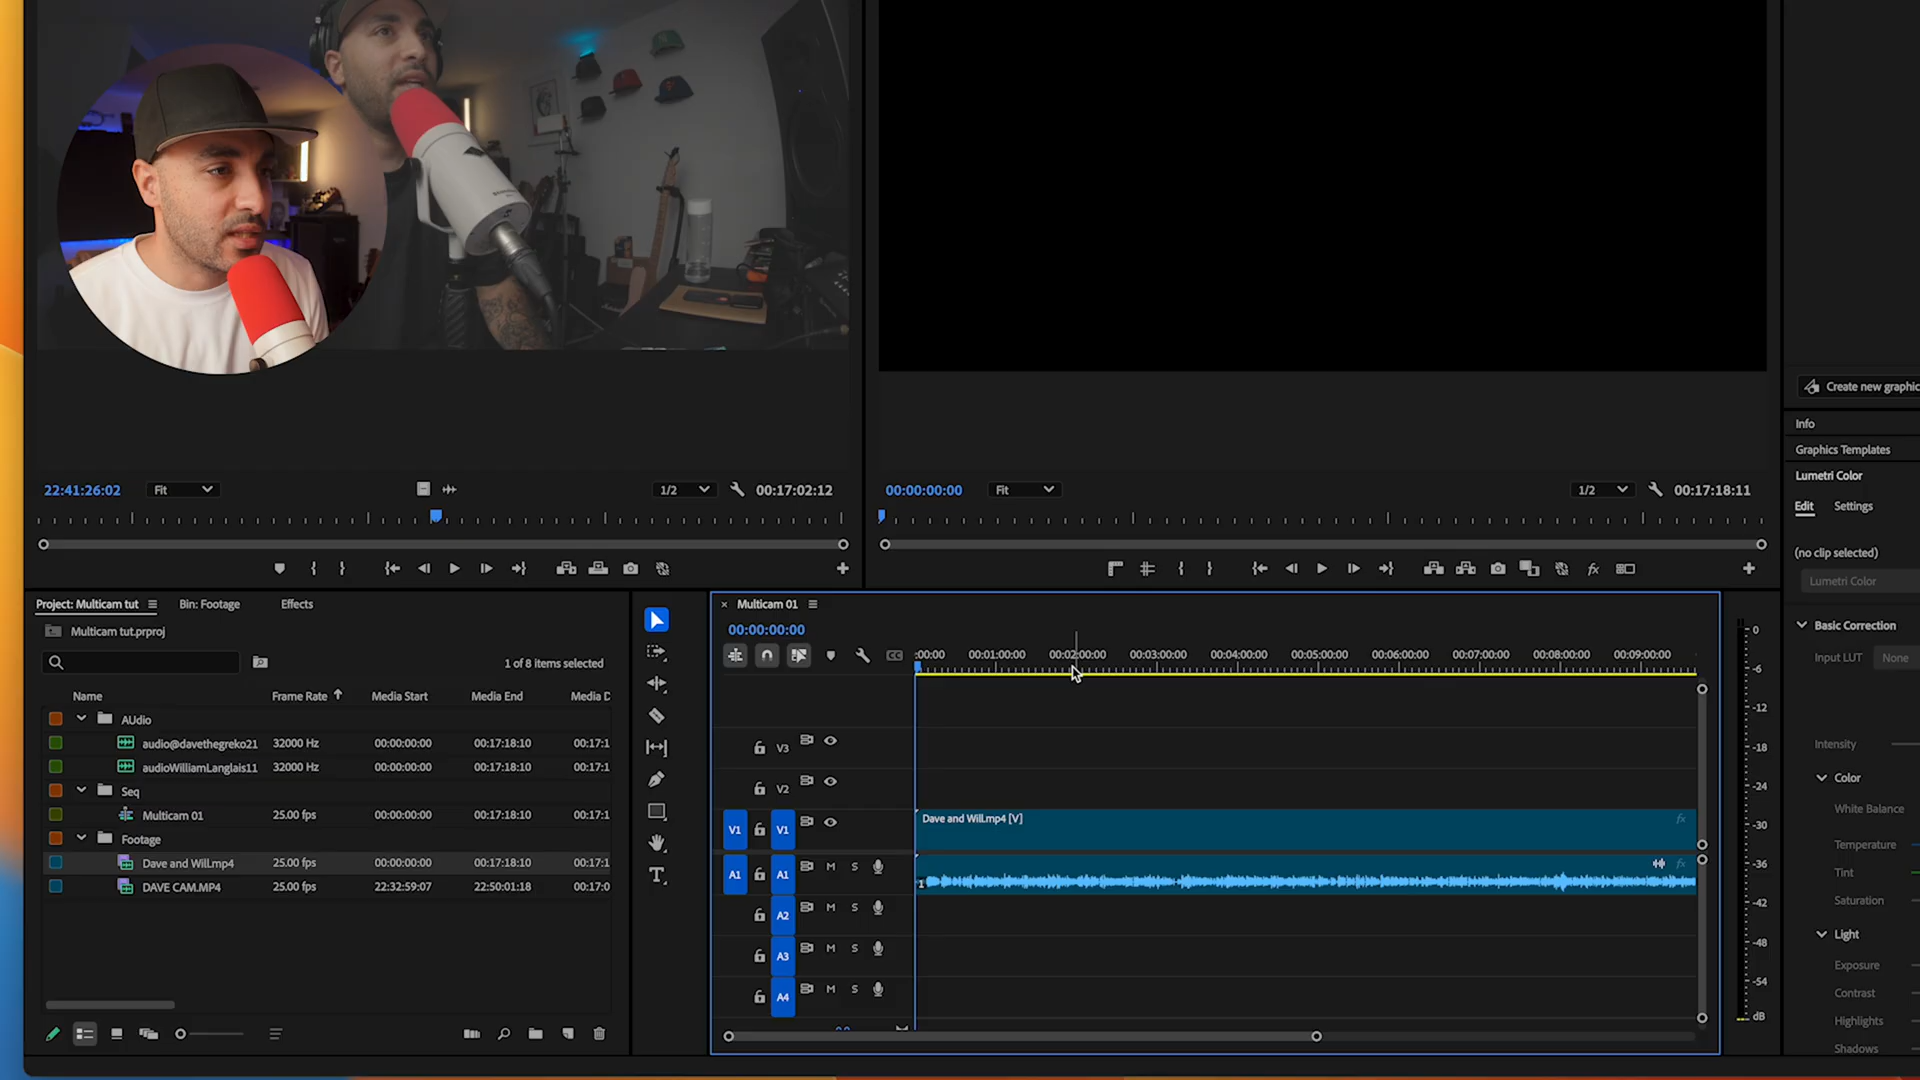 22:41:26:02 Fit 1/2 00:17:02:12
00:00:00:00 Fit 1/2 00:17:18:11
Create new graphic
Info
Graphics Templates
Lumetri Color
Edit Settings
(no clip selected)
Lumetri Color
Basic Correction
Input LUT None
Intensity
Color
White Balance
Temperature
Tint
Saturation
Light
Exposure
Contrast
Highlights
Shadows
Project: Multicam tut Bin: Footage Effects
Multicam tut.prproj
1 of 8 items selected
Name Frame Rate Media Start Media End Media D
AUdio
audio@davethegreko21 32000 Hz 00:00:00:00 00:17:18:10 00:17:1
audioWilliamLanglais11 32000 Hz 00:00:00:00 00:17:18:10 00:17:1
Seq
Multicam 01 25.00 fps 00:00:00:00 00:17:18:10 00:17:1
Footage
Dave and Will.mp4 25.00 fps 00:00:00:00 00:17:18:10 00:17:1
DAVE CAM.MP4 25.00 fps 22:32:59:07 22:50:01:18 00:17:0
× Multicam 01
00:00:00:00
CC :00:00 00:01:00:00 00:02:00:00 00:03:00:00 00:04:00:00 00:05:00:00 00:06:00:00 00:07:00:00 00:08:00:00 00:09:00:00
V3
V2
V1 V1 Dave and Will.mp4 [V] fx
A1 A1 M S fx
A2 M S
A3 M S
A4 M S
0
-6
-12
-18
-24
-30
-36
-42
-48
-54
dB